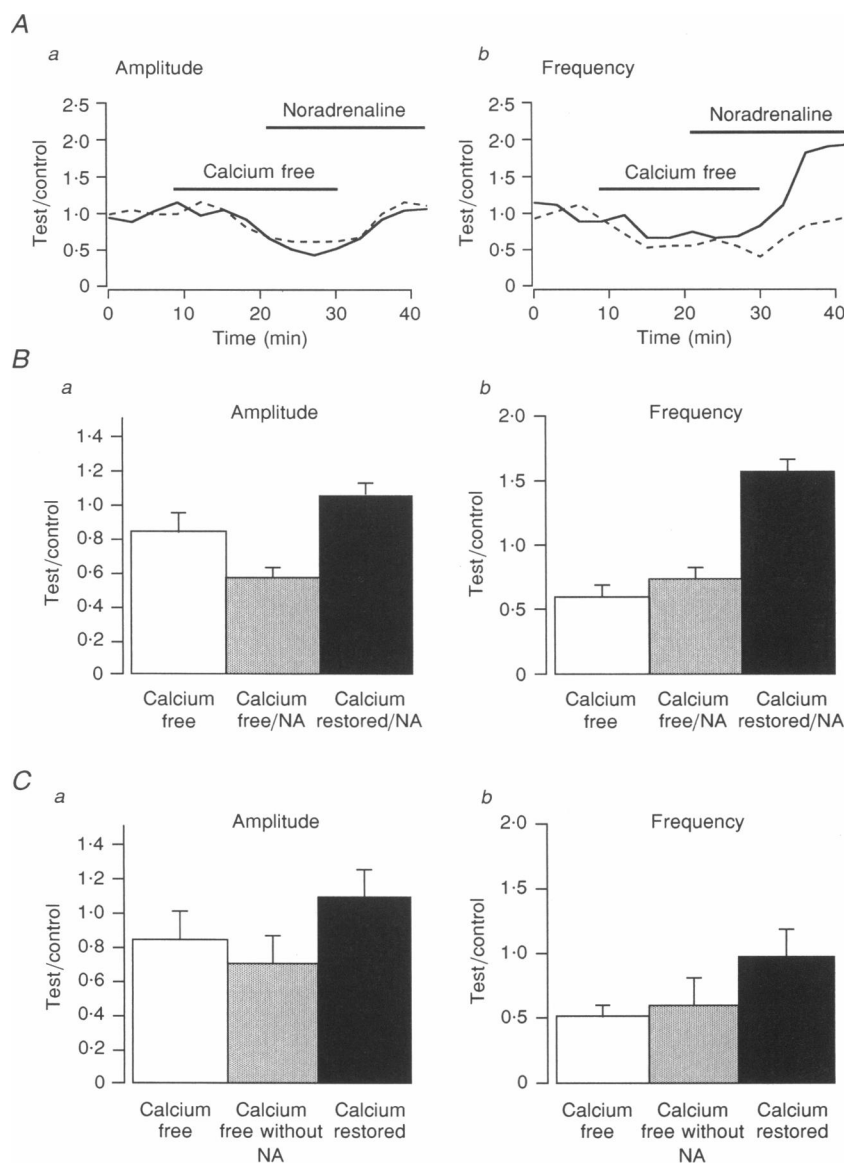 A
a
Amplitude
2·5
2·0
1·5
1·0
0·5
0
Test/control
Noradrenaline
Calcium free
0
10
20
30
40
Time (min)
b
Frequency
2·5
2·0
1·5
1·0
0·5
0
Test/control
Noradrenaline
Calcium free
0
10
20
30
40
Time (min)
B
a
Amplitude
1·4
1·2
1·0
0·8
0·6
0·4
0·2
0
Test/control
Calcium free
Calcium free/NA
Calcium restored/NA
b
Frequency
2·0
1·5
1·0
0·5
0
Test/control
Calcium free
Calcium free/NA
Calcium restored/NA
C
a
Amplitude
1·4
1·2
1·0
0·8
0·6
0·4
0·2
0
Test/control
Calcium free
Calcium free without NA
Calcium restored
b
Frequency
2·0
1·5
1·0
0·5
0
Test/control
Calcium free
Calcium free without NA
Calcium restored